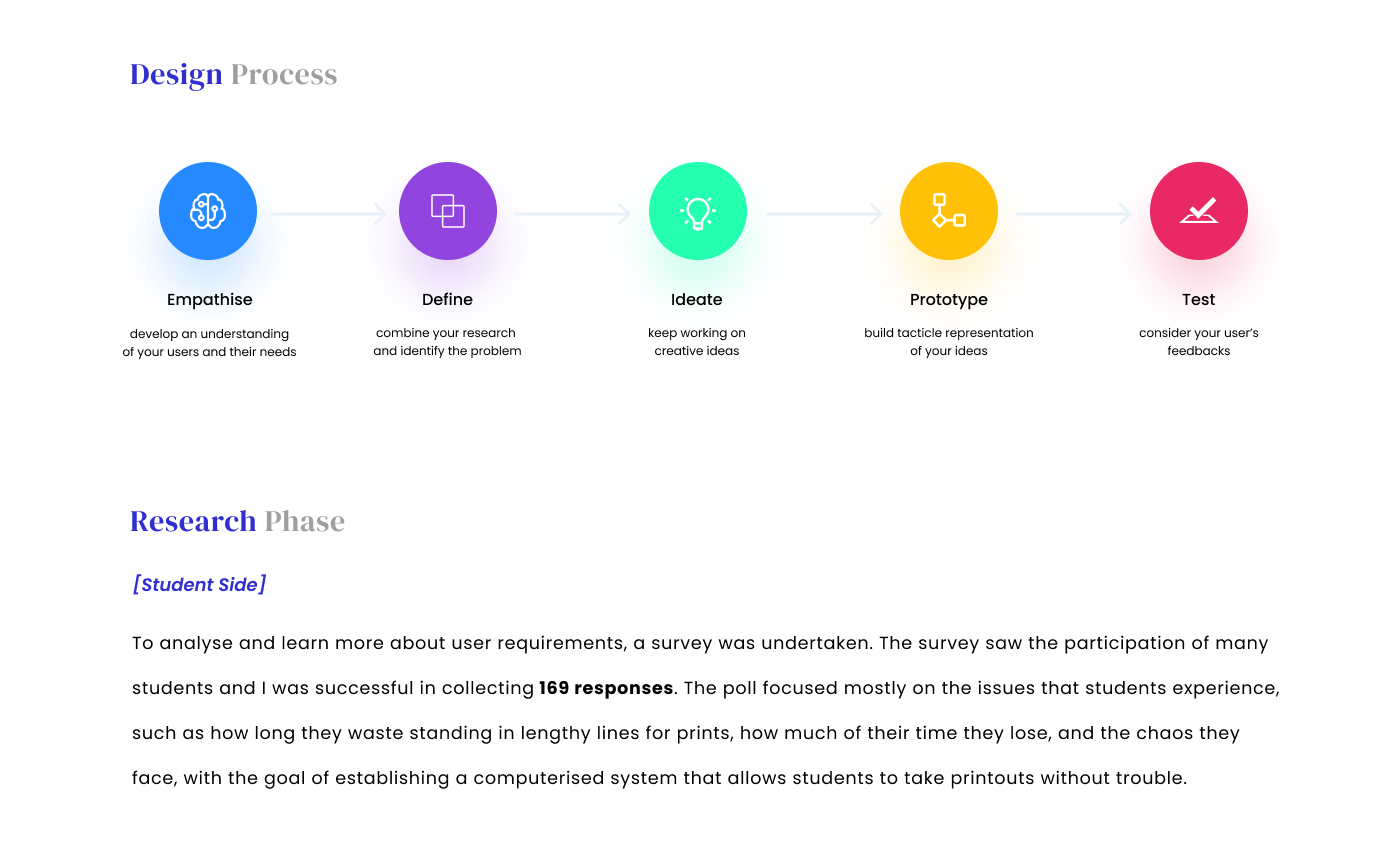 Design Process
Empathise
develop an understanding
of your users and their needs
Define
combine your research
and identify the problem
Ideate
keep working on
creative ideas
Prototype
build tacticle representation
of your ideas
Test
consider your user's
feedbacks
Research Phase
[Student Side]
To analyse and learn more about user requirements, a survey was undertaken. The survey saw the participation of many
students and I was successful in collecting 169 responses. The poll focused mostly on the issues that students experience,
such as how long they waste standing in lengthy lines for prints, how much of their time they lose, and the chaos they
face, with the goal of establishing a computerised system that allows students to take printouts without trouble.